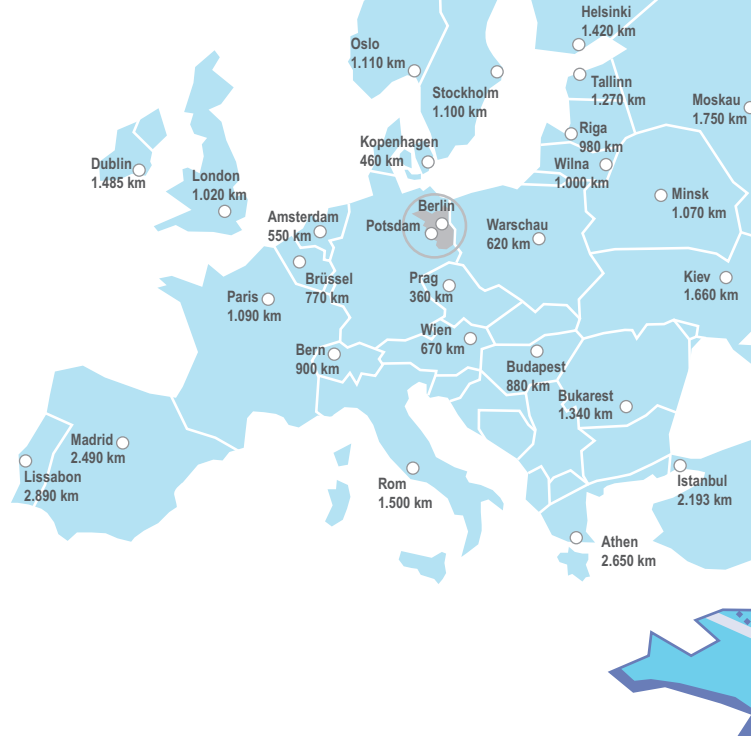 Helsinki
1.420 km
Oslo
1.110 km
Stockholm
1.100 km
Tallinn
1.270 km
Moskau
1.750 km
Riga
980 km
Kopenhagen
460 km
Wilna
1.000 km
Dublin
1.485 km
London
1.020 km
Minsk
1.070 km
Berlin
Potsdam
Amsterdam
550 km
Warschau
620 km
Brüssel
770 km
Prag
360 km
Kiev
1.660 km
Paris
1.090 km
Wien
670 km
Bern
900 km
Budapest
880 km
Bukarest
1.340 km
Madrid
2.490 km
Lissabon
2.890 km
Rom
1.500 km
Istanbul
2.193 km
Athen
2.650 km